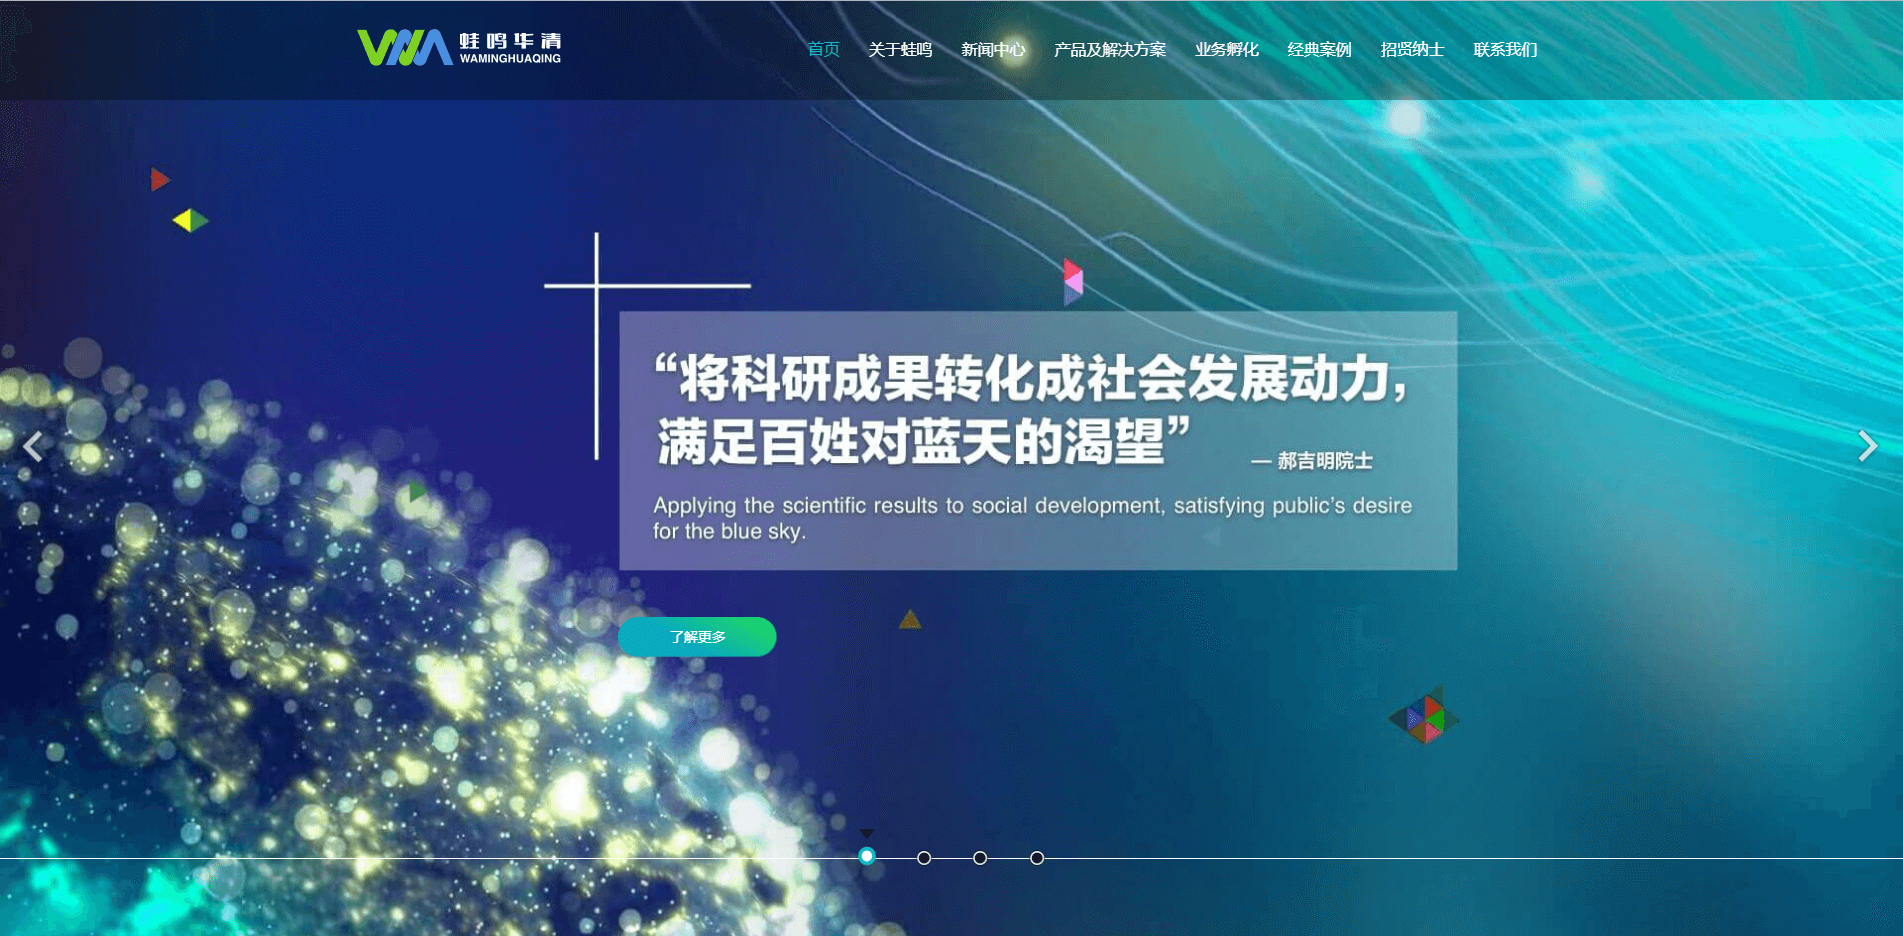 蛙鸣华清
WAMINGHUAQING
首页 关于蛙鸣 新闻中心 产品及解决方案 业务孵化 经典案例 招贤纳士 联系我们
“将科研成果转化成社会发展动力，
满足百姓对蓝天的渴望”
— 郝吉明院士
Applying the scientific results to social development, satisfying public’s desire
for the blue sky.
了解更多